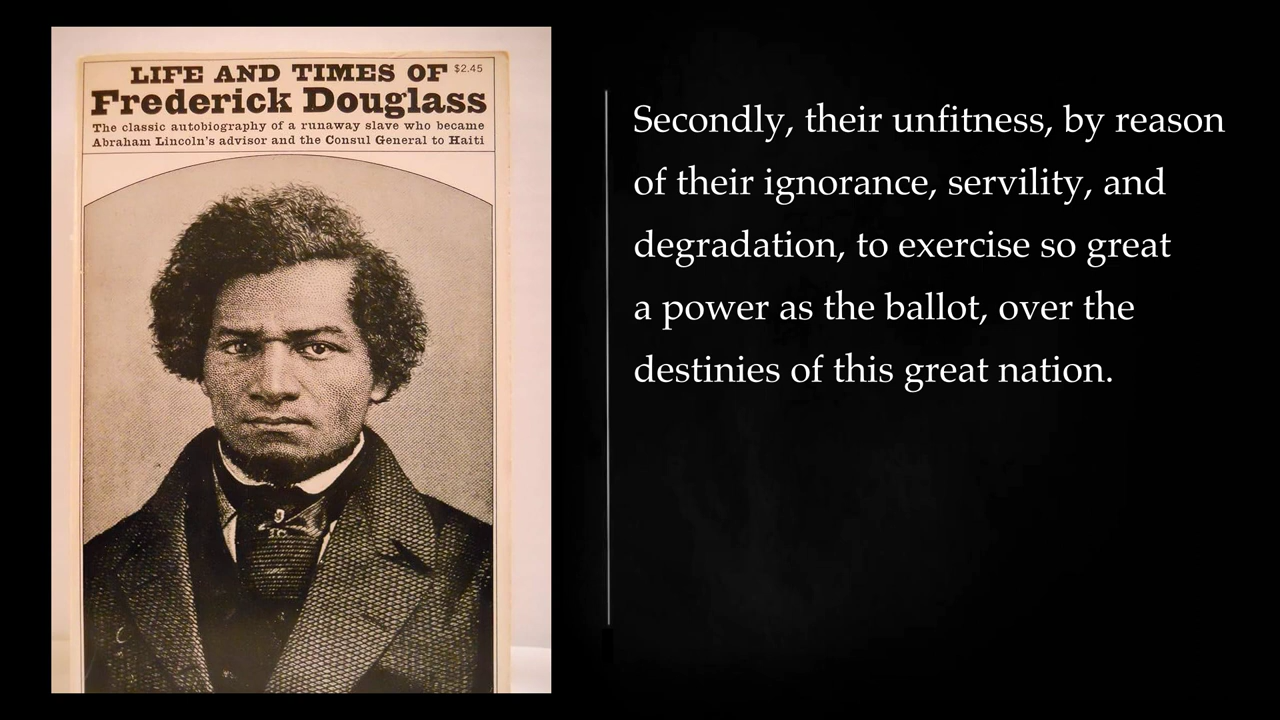 LIFE AND TIMES OF $2.45
Frederick Douglass
The classic autobiography of a runaway slave who became
Abraham Lincoln's advisor and the Consul General to Haiti
Secondly, their unfitness, by reason
of their ignorance, servility, and
degradation, to exercise so great
a power as the ballot, over the
destinies of this great nation.